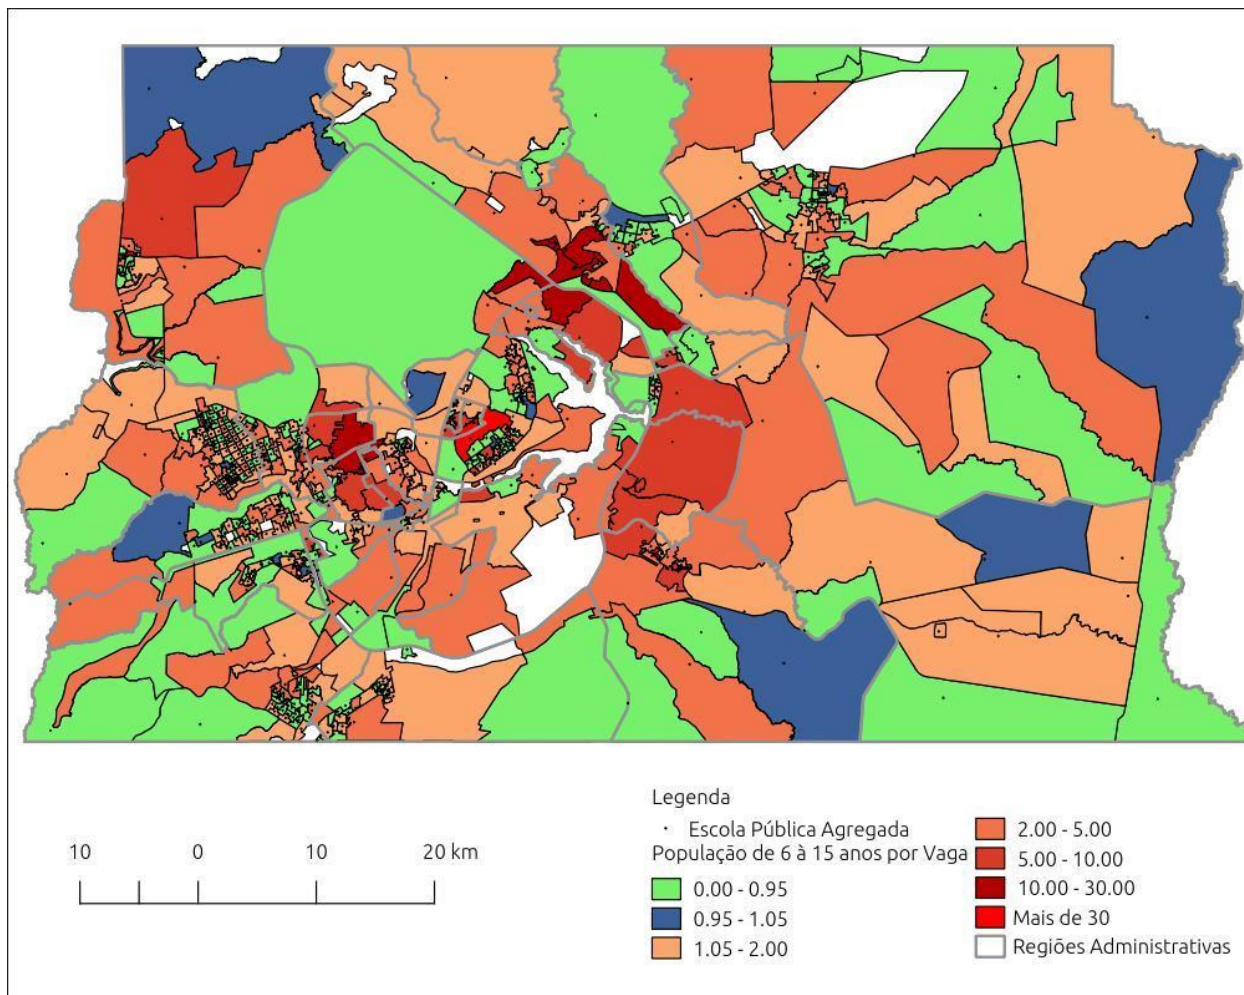 Legenda
Escola Pública Agregada
População de 6 à 15 anos por Vaga
0.00 - 0.95
0.95 - 1.05
1.05 - 2.00
2.00 - 5.00
5.00 - 10.00
10.00 - 30.00
Mais de 30
Regiões Administrativas
10 0 10 20 km